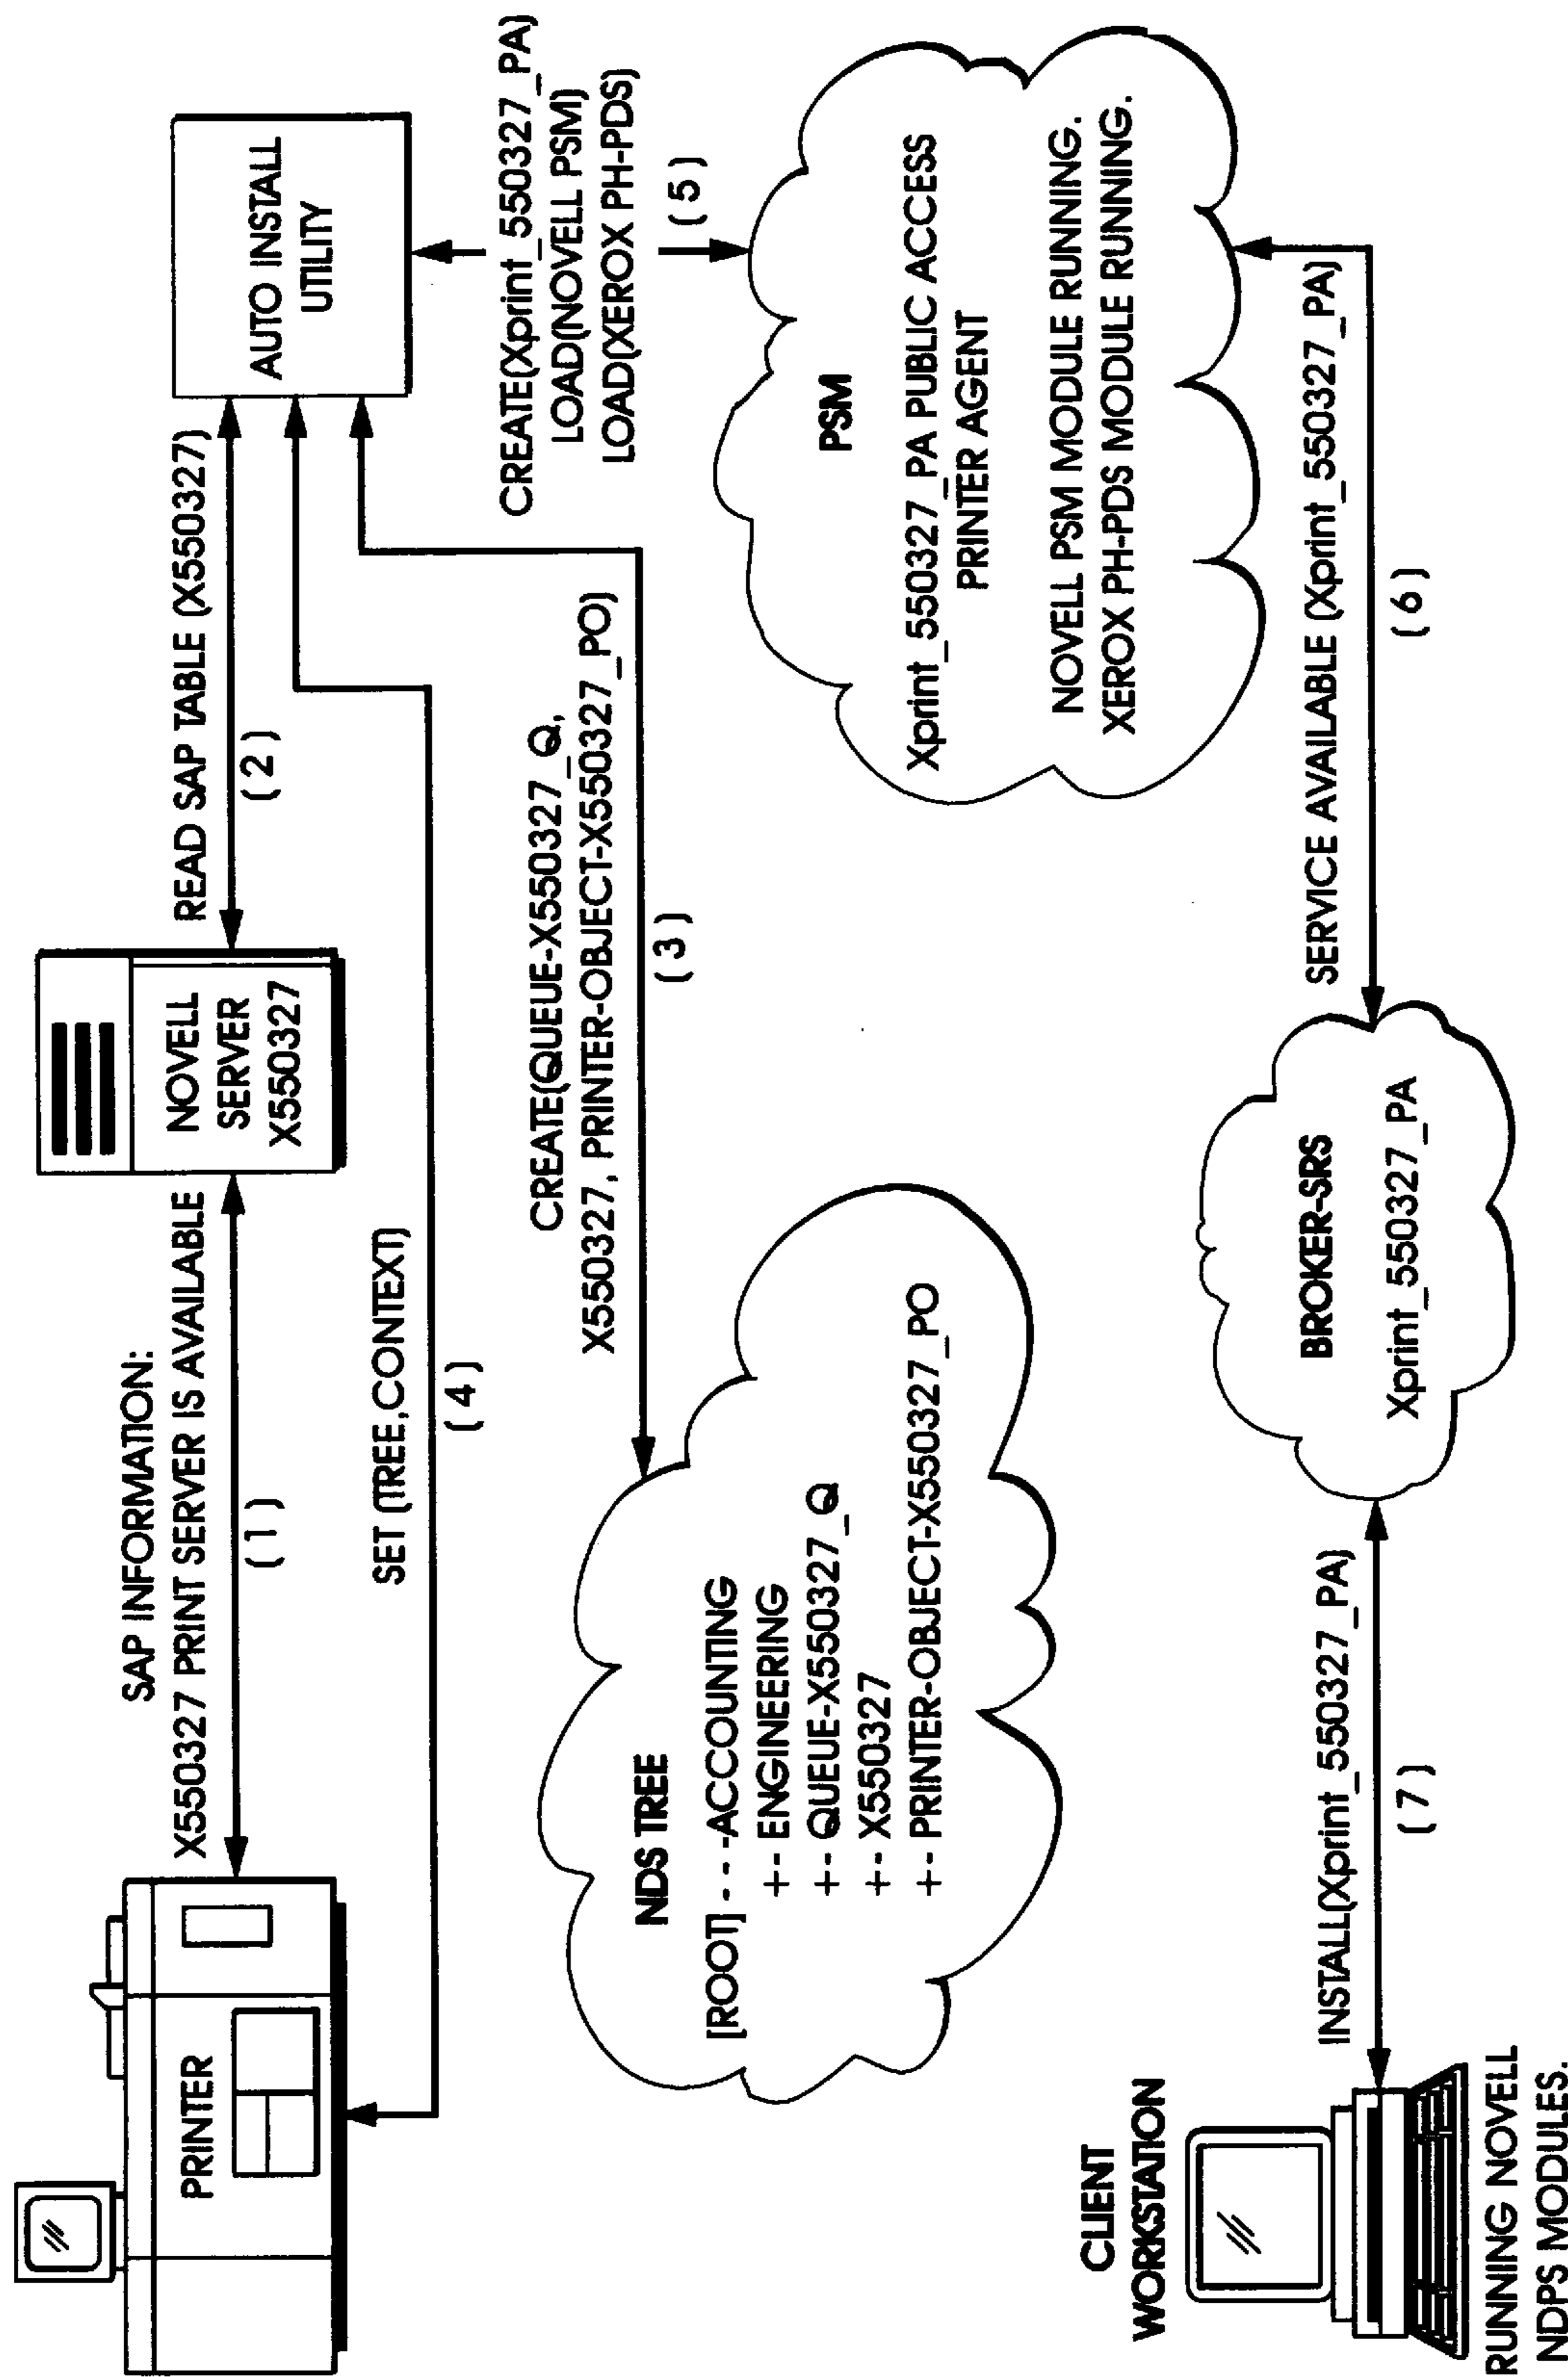 SAP INFORMATION:
X550327 PRINT SERVER IS AVAILABLE
( 1 )
PRINTER
NOVELL
SERVER
X550327
READ SAP TABLE (X550327)
( 2 )
AUTO INSTALL
UTILITY
SET (TREE,CONTEXT)
( 4 )
CREATE(QUEUE-X550327_Q,
X550327, PRINTER-OBJECT-X550327_PO)
( 3 )
CREATE(Xprint_550327_PA)
LOAD(NOVELL PSM)
LOAD(XEROX PH-PDS)
( 5 )
NDS TREE
[ROOT] - - -ACCOUNTING
+- ENGINEERING
+- QUEUE-X550327_Q
+- X550327
+- PRINTER-OBJECT-X550327_PO
PSM
Xprint_550327_PA PUBLIC ACCESS
PRINTER AGENT
NOVELL PSM MODULE RUNNING.
XEROX PH-PDS MODULE RUNNING.
CLIENT
WORKSTATION
RUNNING NOVELL
NDPS MODULES.
INSTALL(Xprint_550327_PA)
( 7 )
BROKER-SRS
Xprint_550327_PA
SERVICE AVAILABLE (Xprint_550327_PA)
( 6 )